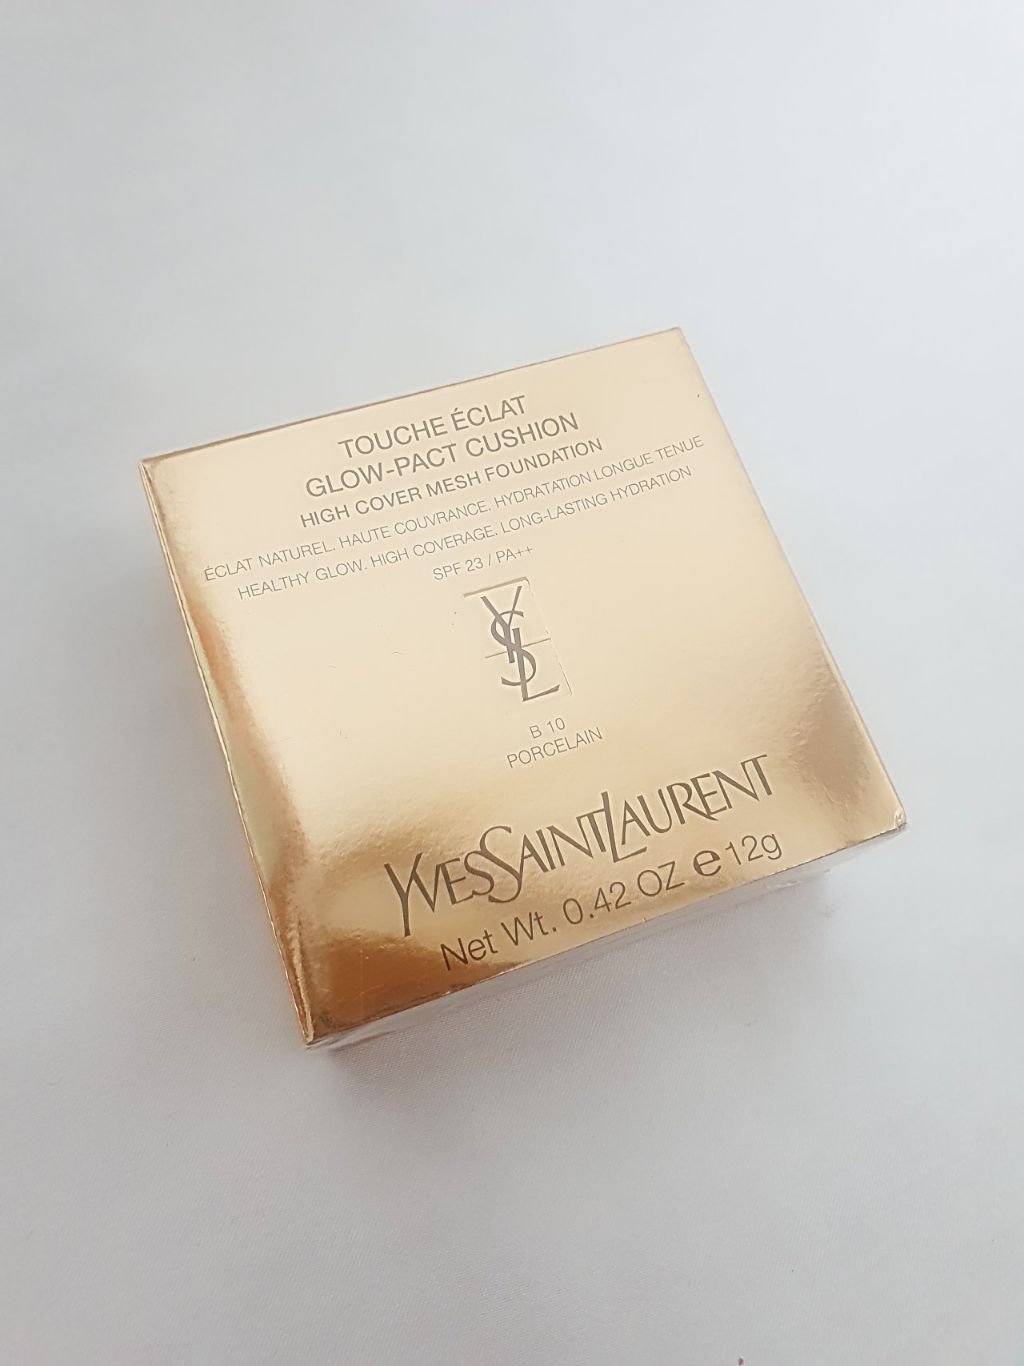 TOUCHE ÉCLAT
GLOW-PACT CUSHION
HIGH COVER MESH FOUNDATION
ÉCLAT NATUREL. HAUTE COUVRANCE. HYDRATATION LONGUE TENUE
HEALTHY GLOW. HIGH COVERAGE. LONG-LASTING HYDRATION
SPF 23 / PA++
YSL
B 10
PORCELAIN
YVESSAINTLAURENT
Net Wt. 0.42 OZ e 12g